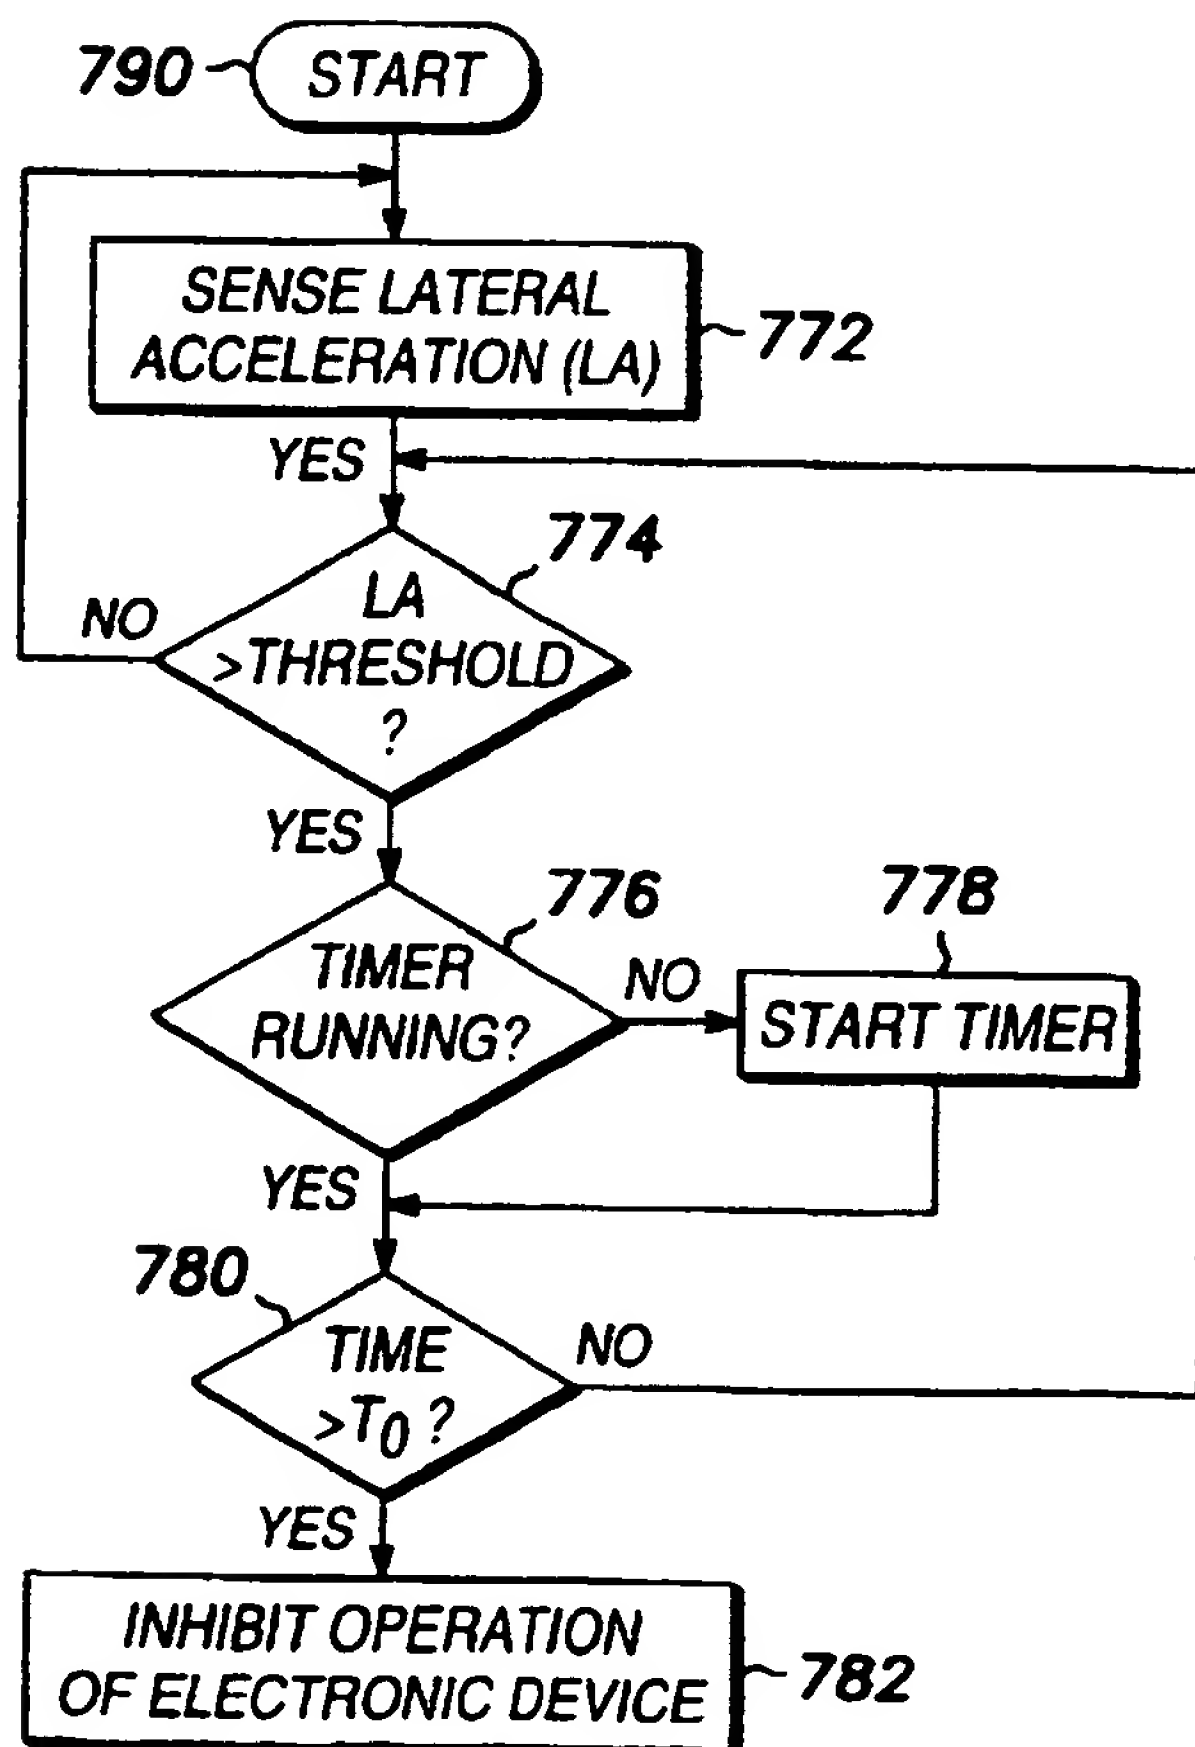 790
START
SENSE LATERAL
ACCELERATION (LA)
772
YES
774
LA
>THRESHOLD
?
NO
YES
776
TIMER
RUNNING?
NO
778
START TIMER
YES
780
TIME
>T0 ?
NO
YES
INHIBIT OPERATION
OF ELECTRONIC DEVICE
782